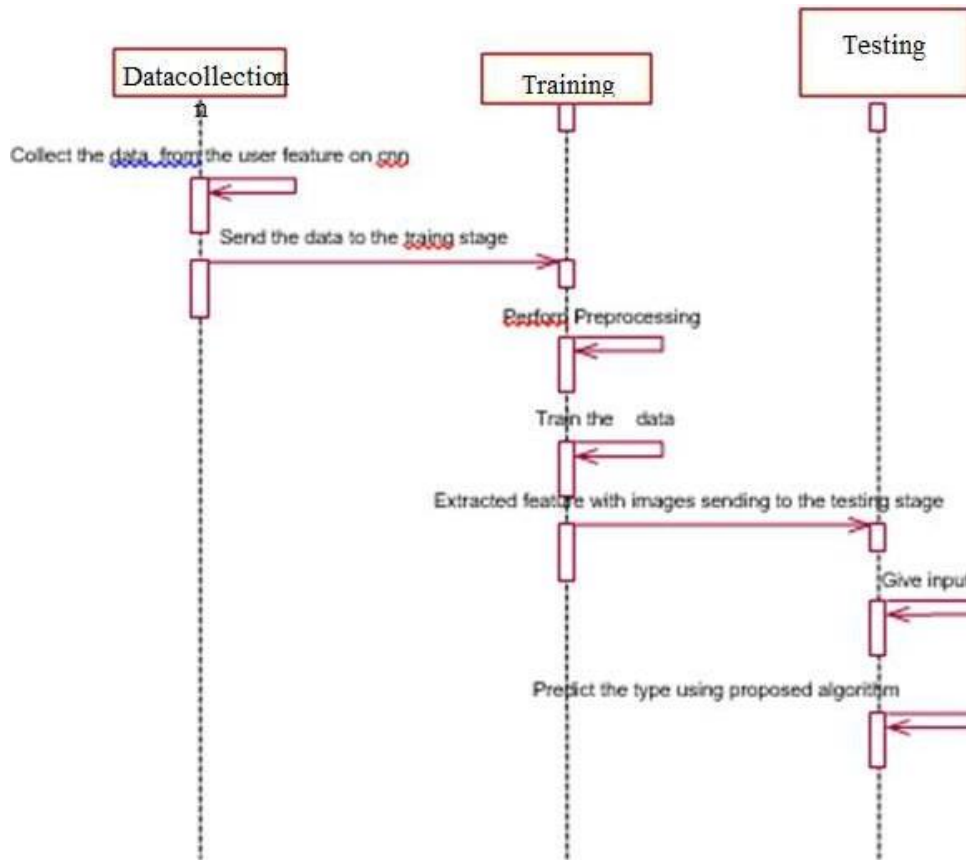 Datacollection
n
Training
Testing
Collect the data from the user feature on cnn
Send the data to the traing stage
Perform Preprocessing
Train the data
Extracted feature with images sending to the testing stage
Give input
Predict the type using proposed algorithm